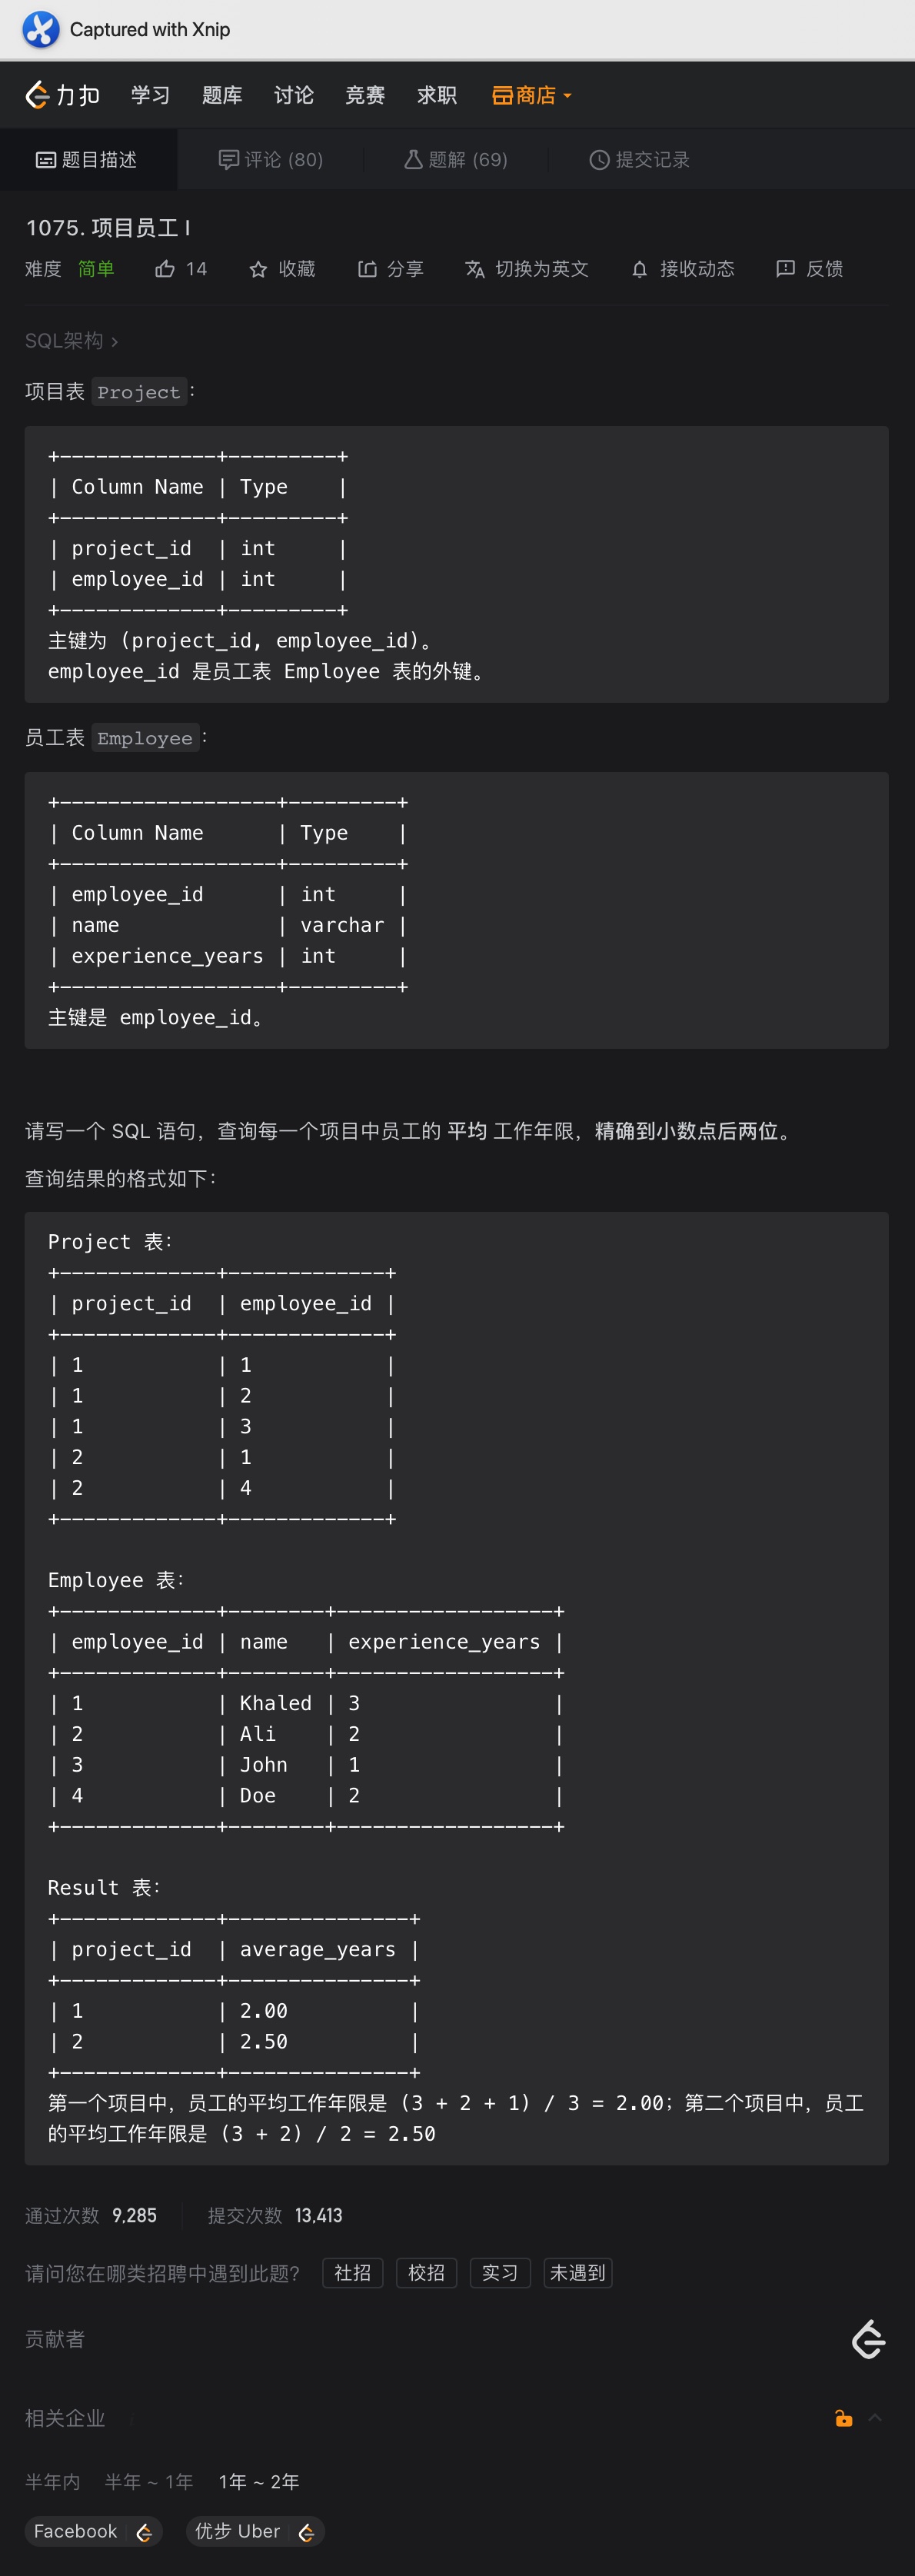 Captured with Xnip
力扣 学习 题库 讨论 竞赛 求职 商店
题目描述 评论 (80) 题解 (69) 提交记录
1075. 项目员工 I
难度 简单 14 收藏 分享 切换为英文 接收动态 反馈
SQL架构 >
项目表 Project：
+-------------+---------+
| Column Name | Type    |
+-------------+---------+
| project_id  | int     |
| employee_id | int     |
+-------------+---------+
主键为 (project_id, employee_id)。
employee_id 是员工表 Employee 表的外键。
员工表 Employee：
+------------------+---------+
| Column Name      | Type    |
+------------------+---------+
| employee_id      | int     |
| name             | varchar |
| experience_years | int     |
+------------------+---------+
主键是 employee_id。
请写一个 SQL 语句，查询每一个项目中员工的 平均 工作年限，精确到小数点后两位。
查询结果的格式如下：
Project 表：
+-------------+-------------+
| project_id  | employee_id |
+-------------+-------------+
| 1           | 1           |
| 1           | 2           |
| 1           | 3           |
| 2           | 1           |
| 2           | 4           |
+-------------+-------------+
Employee 表：
+-------------+--------+------------------+
| employee_id | name   | experience_years |
+-------------+--------+------------------+
| 1           | Khaled | 3                |
| 2           | Ali    | 2                |
| 3           | John   | 1                |
| 4           | Doe    | 2                |
+-------------+--------+------------------+
Result 表：
+-------------+---------------+
| project_id  | average_years |
+-------------+---------------+
| 1           | 2.00          |
| 2           | 2.50          |
+-------------+---------------+
第一个项目中，员工的平均工作年限是 (3 + 2 + 1) / 3 = 2.00；第二个项目中，员工
的平均工作年限是 (3 + 2) / 2 = 2.50
通过次数 9,285 提交次数 13,413
请问您在哪类招聘中遇到此题？ 社招 校招 实习 未遇到
贡献者
相关企业
半年内 半年 ~ 1年 1年 ~ 2年
Facebook 优步 Uber